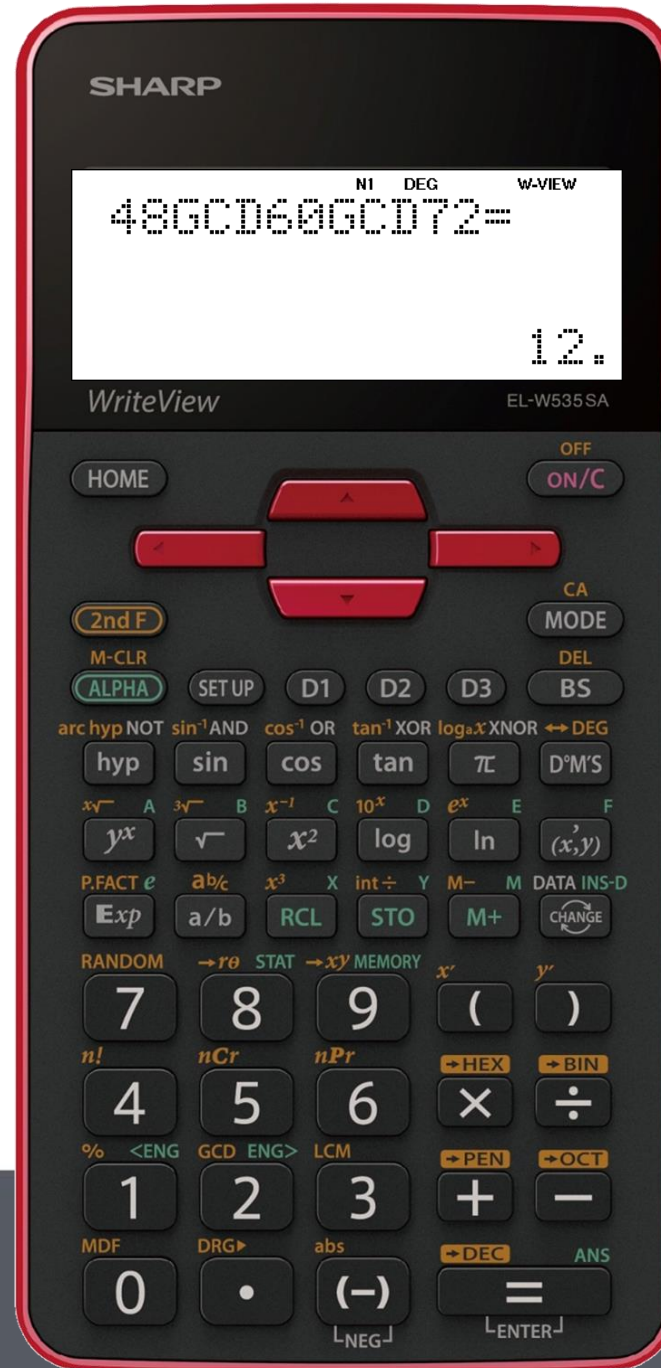 SHARP
N1 DEG W-VIEW
48GCD60GCD72=
12.
WriteView EL-W535SA
OFF
HOME ON/C
CA
2nd F MODE
M-CLR DEL
ALPHA SET UP D1 D2 D3 BS
arc hyp NOT sin⁻¹ AND cos⁻¹ OR tan⁻¹ XOR logₐx XNOR ↔DEG
hyp sin cos tan π D°M'S
ˣ√ A ³√ B x⁻¹ C 10ˣ D eˣ E F
yˣ √ x² log ln (x,y)
P.FACT e ab/c x³ X int÷ Y M− M DATA INS-D
Exp a/b RCL STO M+ CHANGE
RANDOM →rθ STAT →xy MEMORY x′ y′
7 8 9 ( )
n! nCr nPr →HEX →BIN
4 5 6 × ÷
% <ENG GCD ENG> LCM →PEN →OCT
1 2 3 + −
MDF DRG▶ abs →DEC ANS
0 • (−) =
NEG ENTER